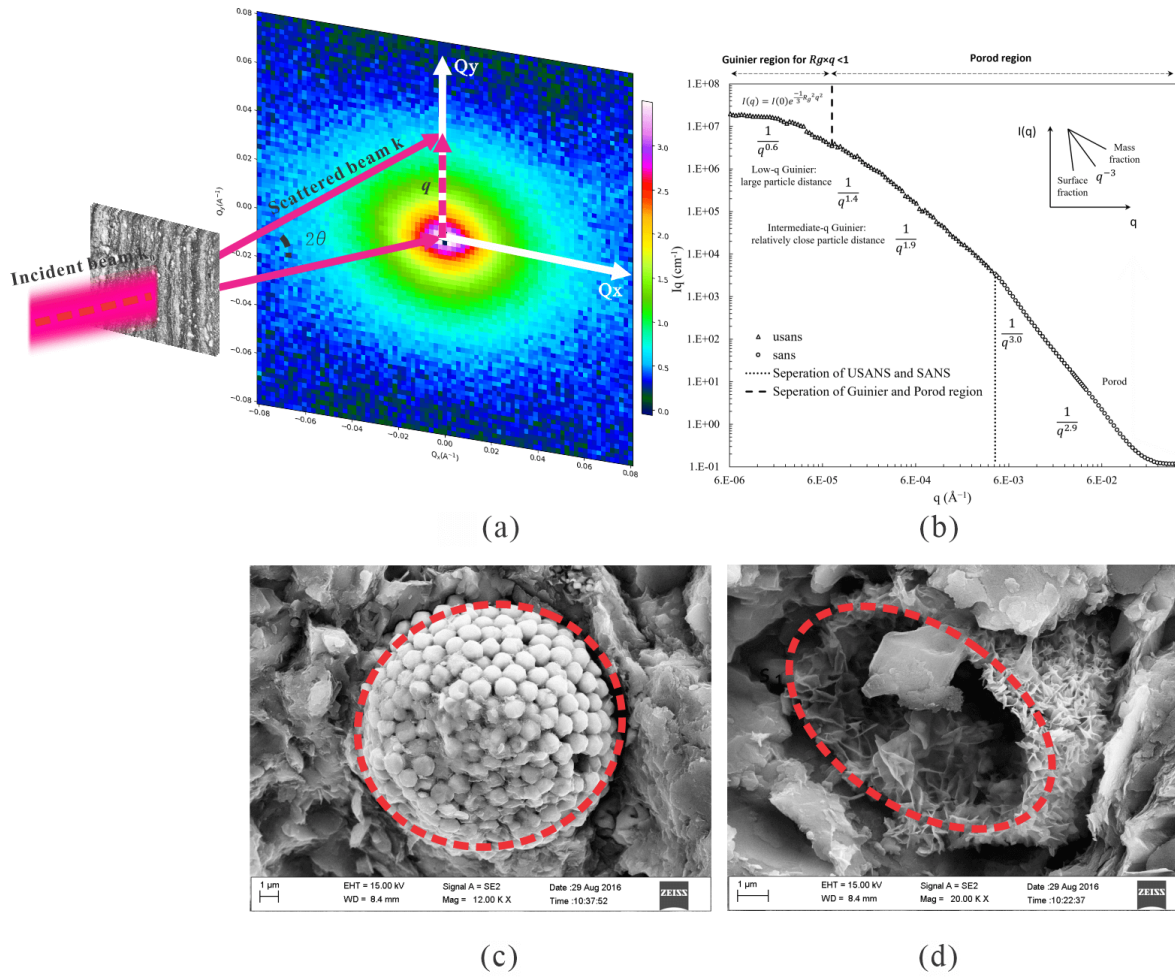 0.08
0.06
0.04
0.02
0.00
−0.02
−0.04
−0.06
−0.08
Qy(A⁻¹)
Qy
Scattered beam k
q
2θ
Incident beam k
Qx
−0.08
−0.06
−0.04
−0.02
0.00
0.02
0.04
0.06
0.08
Qx(A⁻¹)
3.5
3.0
2.5
2.0
1.5
1.0
0.5
0.0
(a)
Guinier region for Rg×q <1
Porod region
1.E+08
1.E+07
1.E+06
1.E+05
1.E+04
1.E+03
1.E+02
1.E+01
1.E+00
1.E-01
Iq (cm⁻¹)
I(q) = I(0)e^(-1/3 Rg²q²)
1/q^0.6
Low-q Guinier:
large particle distance
1/q^1.4
Intermediate-q Guinier:
relatively close particle distance
1/q^1.9
I(q)
Mass
fraction
q⁻³
Surface
fraction
q
1/q^3.0
usans
sans
Seperation of USANS and SANS
Seperation of Guinier and Porod region
Porod
1/q^2.9
6.E-06
6.E-05
6.E-04
6.E-03
6.E-02
q (Å⁻¹)
(b)
1 µm
EHT = 15.00 kV
WD = 8.4 mm
Signal A = SE2
Mag = 12.00 K X
Date :29 Aug 2016
Time :10:37:52
ZEISS
(c)
S 1
1 µm
EHT = 15.00 kV
WD = 8.4 mm
Signal A = SE2
Mag = 20.00 K X
Date :29 Aug 2016
Time :10:22:37
ZEISS
(d)